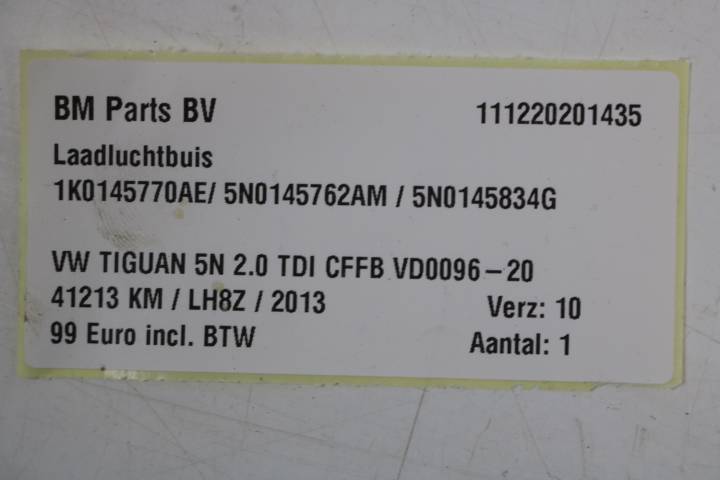 BM Parts BV 111220201435
Laadluchtbuis
1K0145770AE/ 5N0145762AM / 5N0145834G
VW TIGUAN 5N 2.0 TDI CFFB VD0096-20
41213 KM / LH8Z / 2013 Verz: 10
99 Euro incl. BTW Aantal: 1